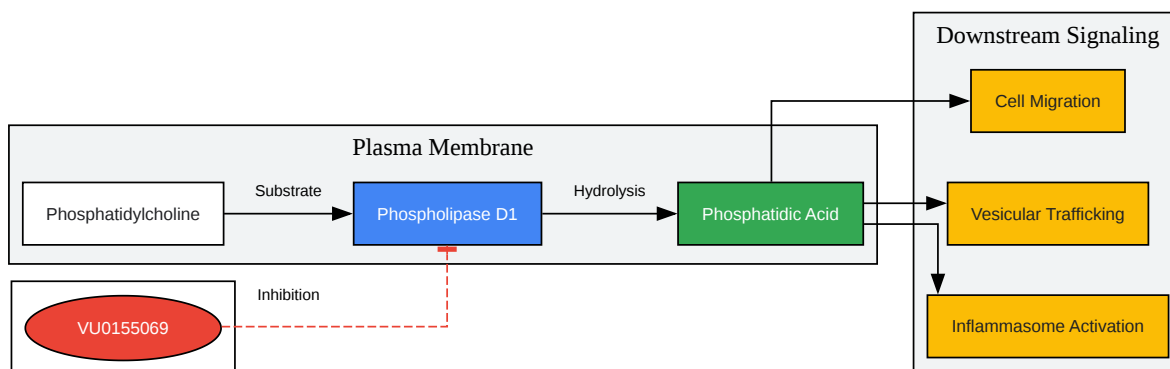 Downstream Signaling
Cell Migration
Plasma Membrane
Phosphatidylcholine
Substrate
Phospholipase D1
Hydrolysis
Phosphatidic Acid
Vesicular Trafficking
Inhibition
VU0155069
Inflammasome Activation